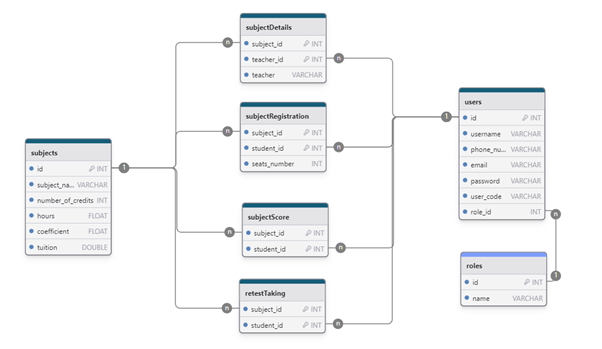 subjectDetails
subject_id INT
teacher_id INT
teacher VARCHAR
n
n
subjectRegistration
subject_id INT
student_id INT
seats_number INT
n
n
users
id INT
username VARCHAR
phone_nu... VARCHAR
email VARCHAR
password VARCHAR
user_code VARCHAR
role_id INT
1
n
subjects
id INT
subject_na... VARCHAR
number_of_credits INT
hours FLOAT
coefficient FLOAT
tuition DOUBLE
1
subjectScore
subject_id INT
student_id INT
n
n
roles
id INT
name VARCHAR
1
retestTaking
subject_id INT
student_id INT
n
n